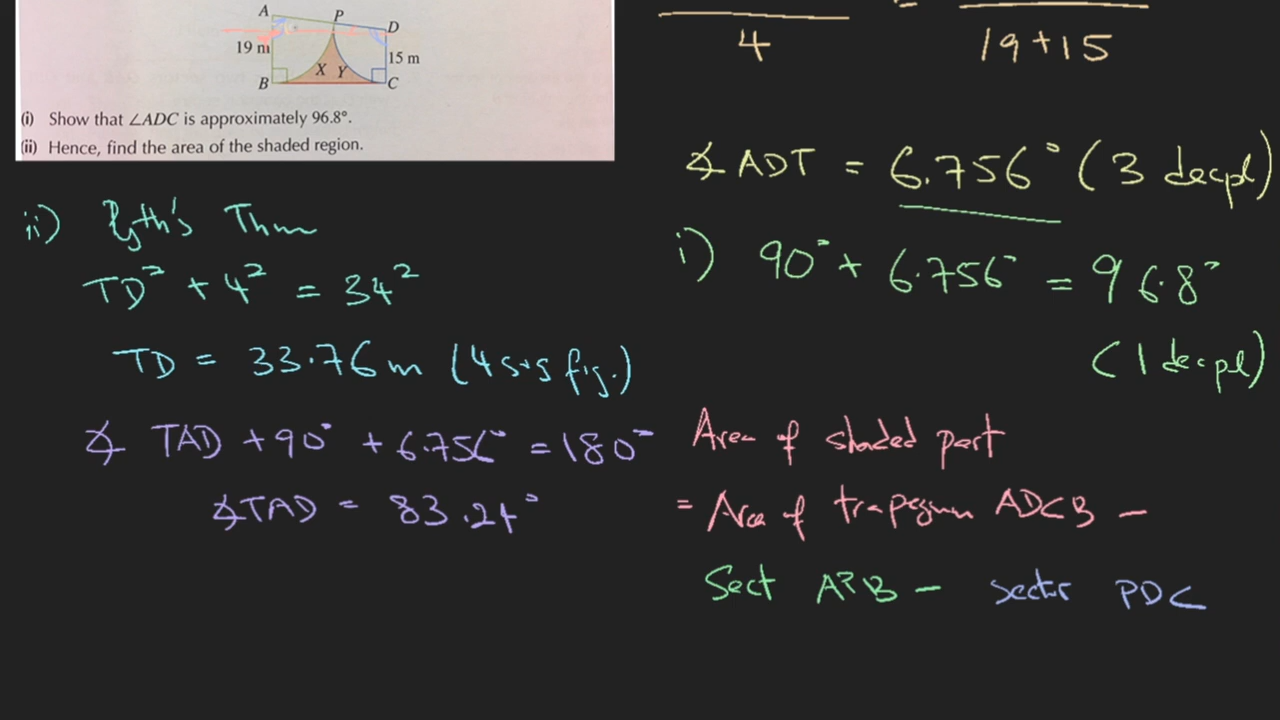 A P D
19 m
15 m
X Y
B C
(i) Show that ∠ADC is approximately 96.8°.
(ii) Hence, find the area of the shaded region.
4 = 19+15
∡ ADT = 6.756° (3 decpl)
i) 90° + 6.756° = 96.8°
(1 decpl)
ii) Pyth's Thm
TD² + 4² = 34²
TD = 33.76m (4 sig fig.)
∡ TAD + 90° + 6.756° = 180°
∡TAD = 83.24°
Area of shaded part
= Area of trapezium ADCB –
Sect APB – sector PDC